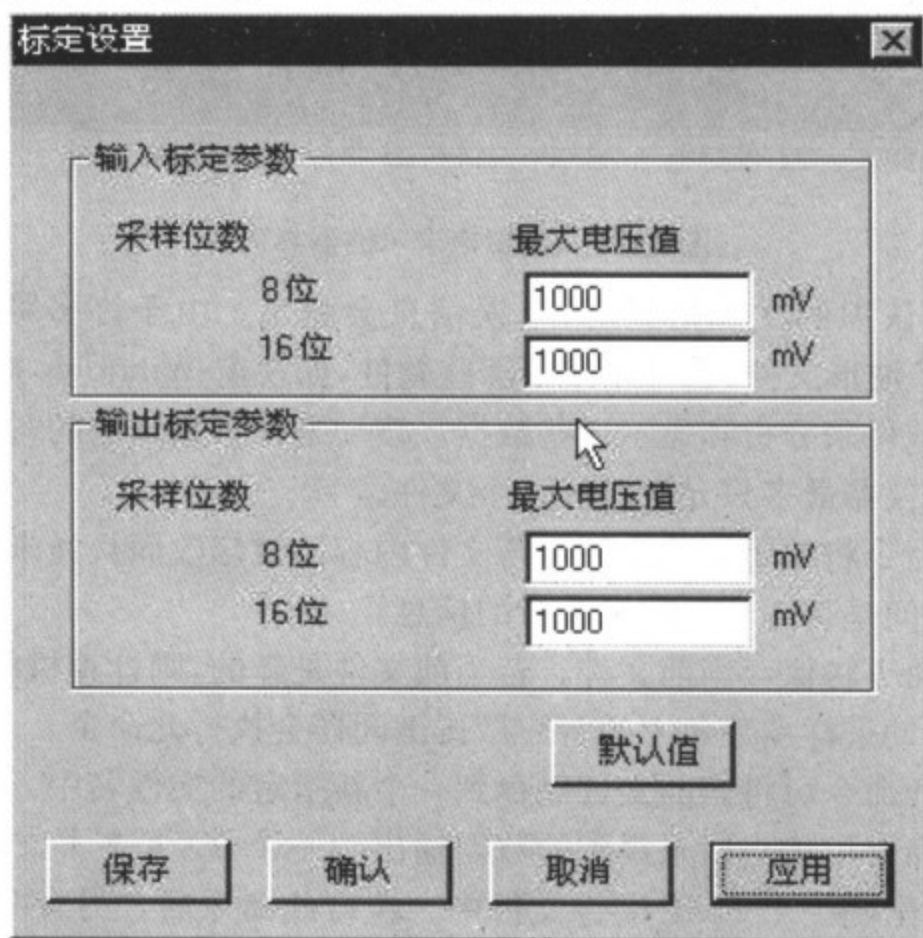 标定设置
输入标定参数
采样位数 最大电压值
8位 1000 mV
16位 1000 mV
输出标定参数
采样位数 最大电压值
8位 1000 mV
16位 1000 mV
默认值
保存 确认 取消 应用